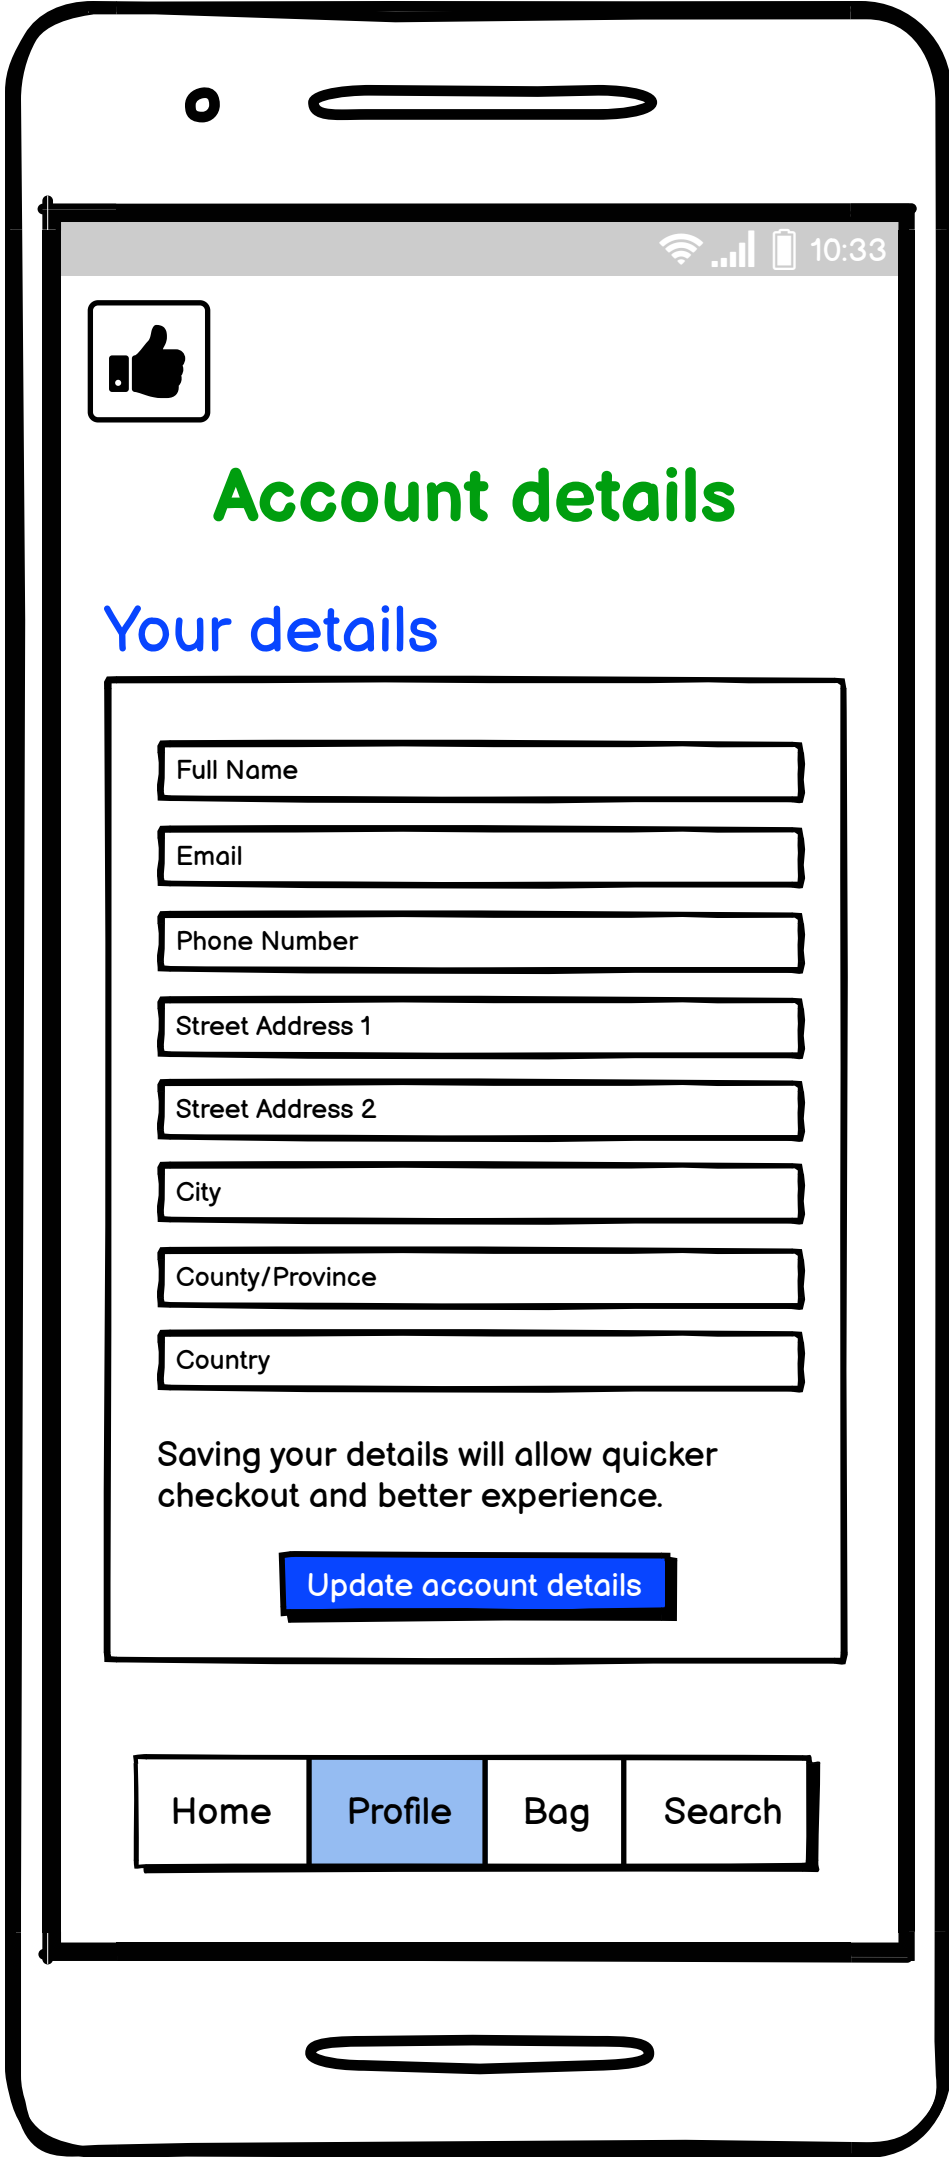 10:33
Account details
Your details
Full Name
Email
Phone Number
Street Address 1
Street Address 2
City
County/Province
Country
Saving your details will allow quicker
checkout and better experience.
Update account details
Home Profile Bag Search